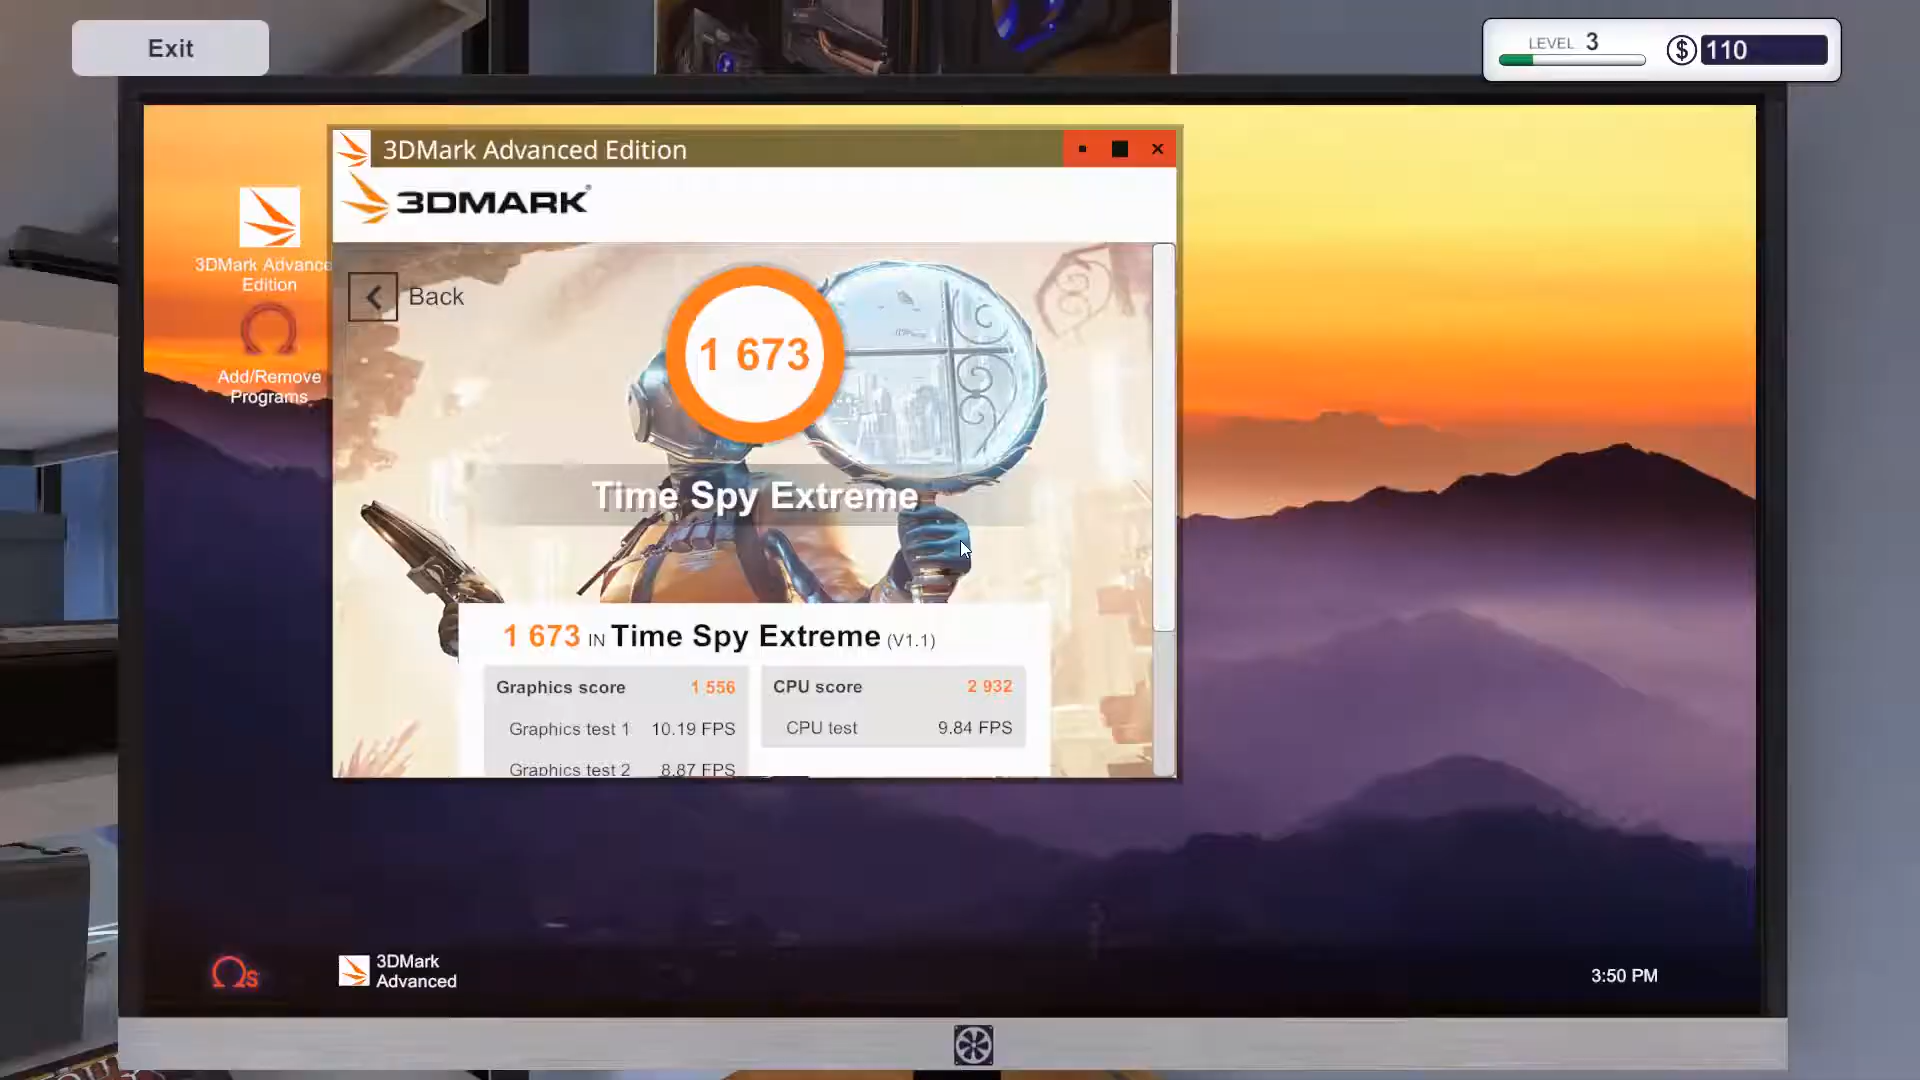 Exit
LEVEL 3
$ 110
3DMark Advanced Edition
3DMARK
3DMark Advance
Edition
Add/Remove
Programs
Back
1 673
Time Spy Extreme
1 673 IN Time Spy Extreme (V1.1)
Graphics score 1 556
Graphics test 1 10.19 FPS
Graphics test 2 8.87 FPS
CPU score 2 932
CPU test 9.84 FPS
Ωs
3DMark
Advanced
3:50 PM